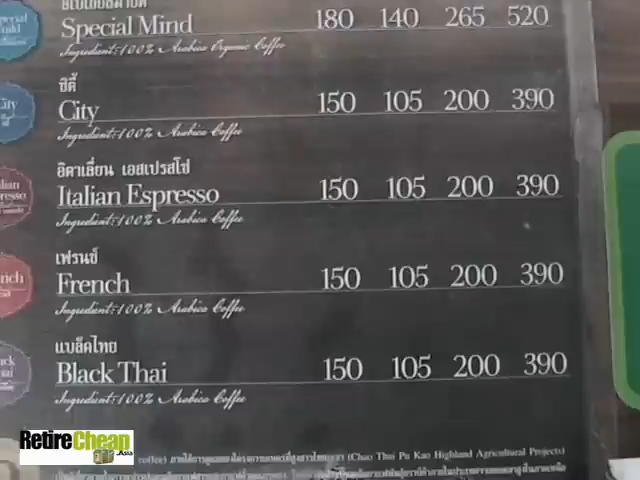 Special Mind 180 140 265 520
Ingredient: 100% Arabica Organic Coffee
ซิตี้
City 150 105 200 390
Ingredient: 100% Arabica Coffee
อิตาเลี่ยน เอสเปรสโซ่
Italian Espresso 150 105 200 390
Ingredient: 100% Arabica Coffee
เฟรนช์
French 150 105 200 390
Ingredient: 100% Arabica Coffee
แบล็คไทย
Black Thai 150 105 200 390
Ingredient: 100% Arabica Coffee
RetireCheap.Asia
coffee) (Chao Thai Pu Kao Highland Agricultural Projects)